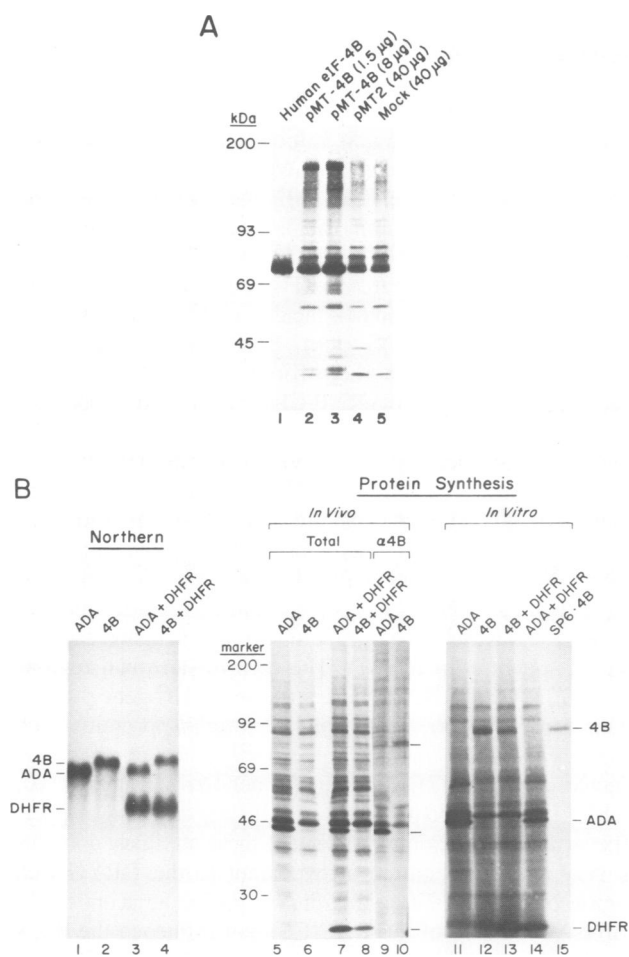 A
Human eIF-4B
pMT-4B (1.5 µg)
pMT-4B (8 µg)
pMT2 (40 µg)
Mock (40 µg)
kDa
200
93
69
45
1 2 3 4 5
B
Protein Synthesis
In Vivo
In Vitro
Northern
Total
α4B
ADA
4B
ADA + DHFR
4B + DHFR
ADA
4B
ADA + DHFR
4B + DHFR
ADA
4B
ADA
4B
4B + DHFR
ADA + DHFR
SP6-4B
marker
200
92
69
46
30
4B
ADA
DHFR
4B
ADA
DHFR
1 2 3 4
5 6 7 8 9 10
11 12 13 14 15